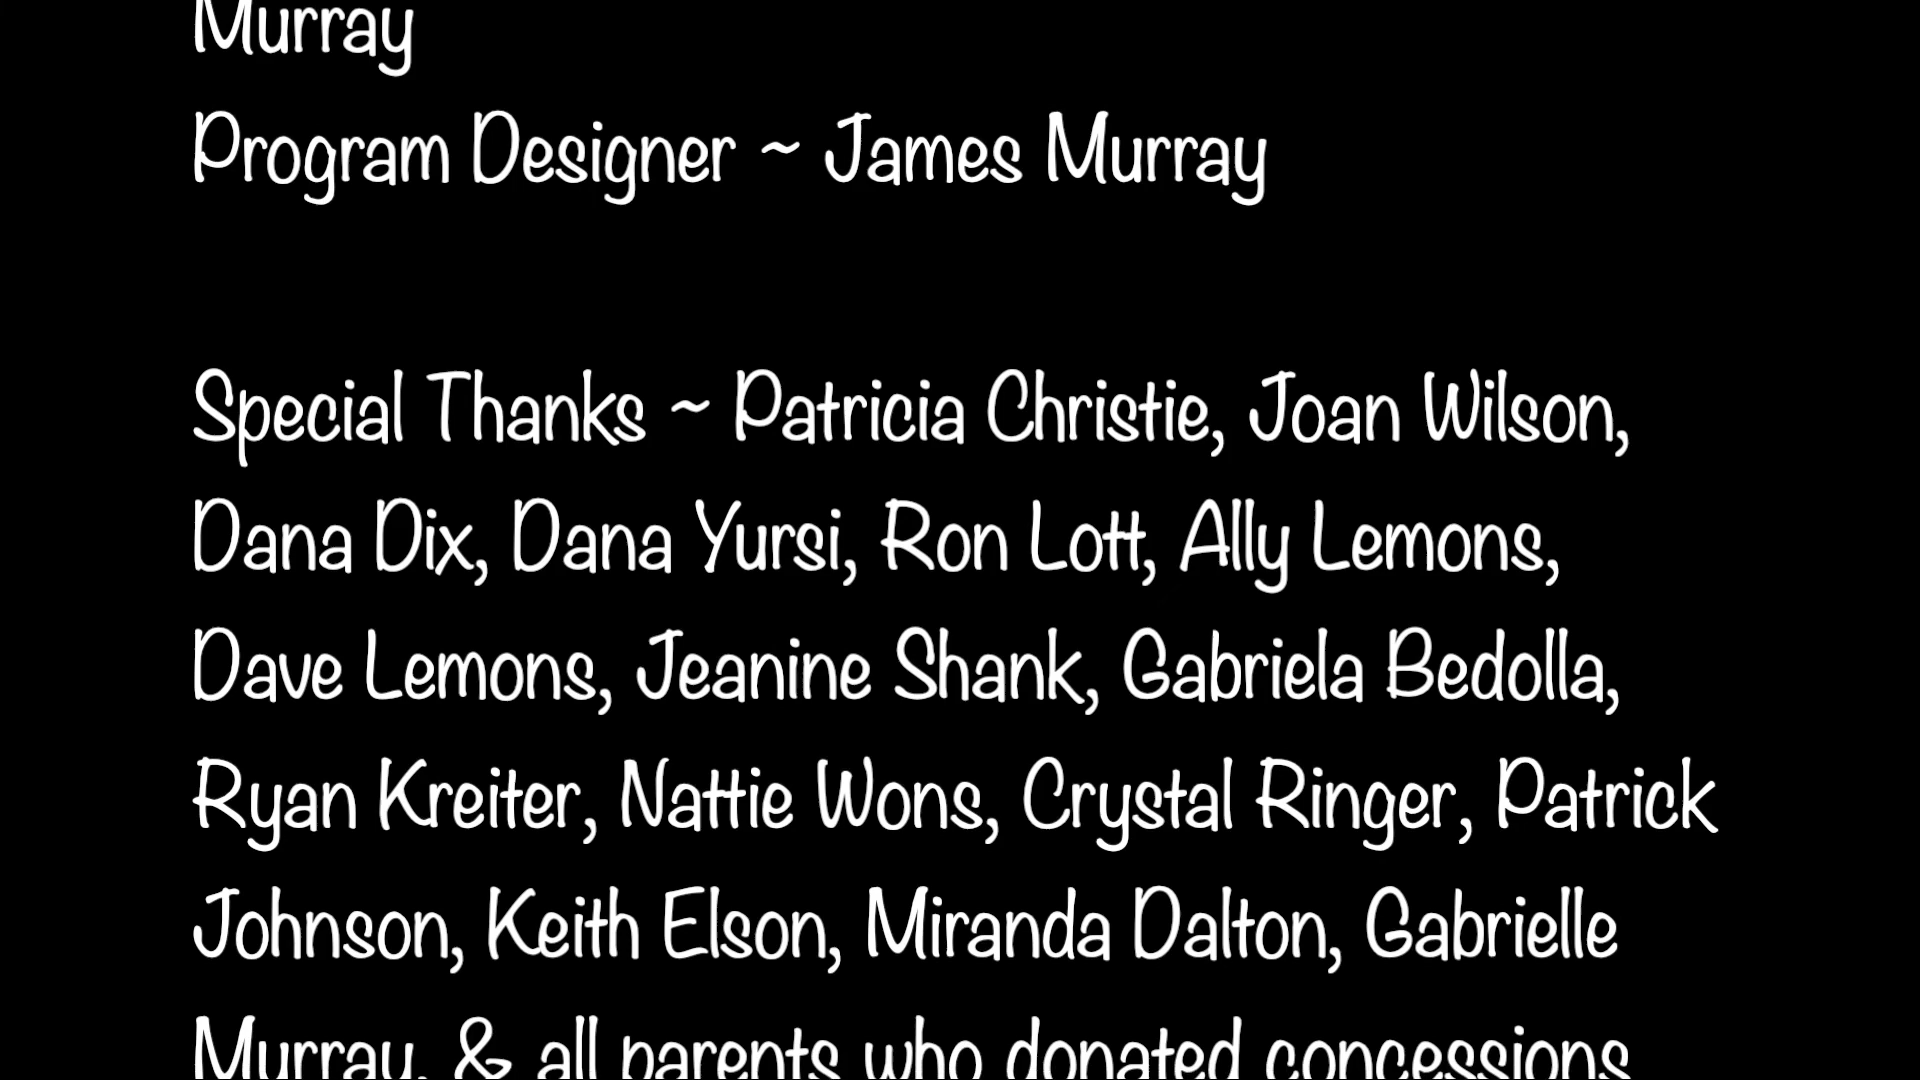 Murray
Program Designer ~ James Murray
Special Thanks ~ Patricia Christie, Joan Wilson,
Dana Dix, Dana Yursi, Ron Lott, Ally Lemons,
Dave Lemons, Jeanine Shank, Gabriela Bedolla,
Ryan Kreiter, Nattie Wons, Crystal Ringer, Patrick
Johnson, Keith Elson, Miranda Dalton, Gabrielle
Murray, & all parents who donated concessions